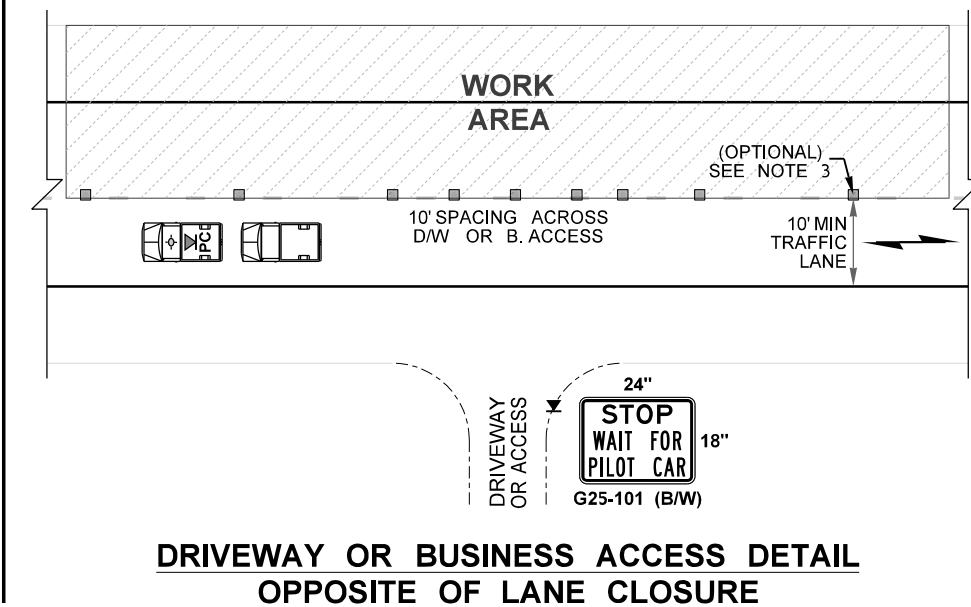 WORK
AREA
(OPTIONAL)
SEE NOTE 3
10' SPACING ACROSS
D/W OR B. ACCESS
10' MIN
TRAFFIC
LANE
PC
DRIVEWAY
OR ACCESS
24"
STOP
WAIT FOR
PILOT CAR
18"
G25-101 (B/W)
DRIVEWAY OR BUSINESS ACCESS DETAIL
OPPOSITE OF LANE CLOSURE